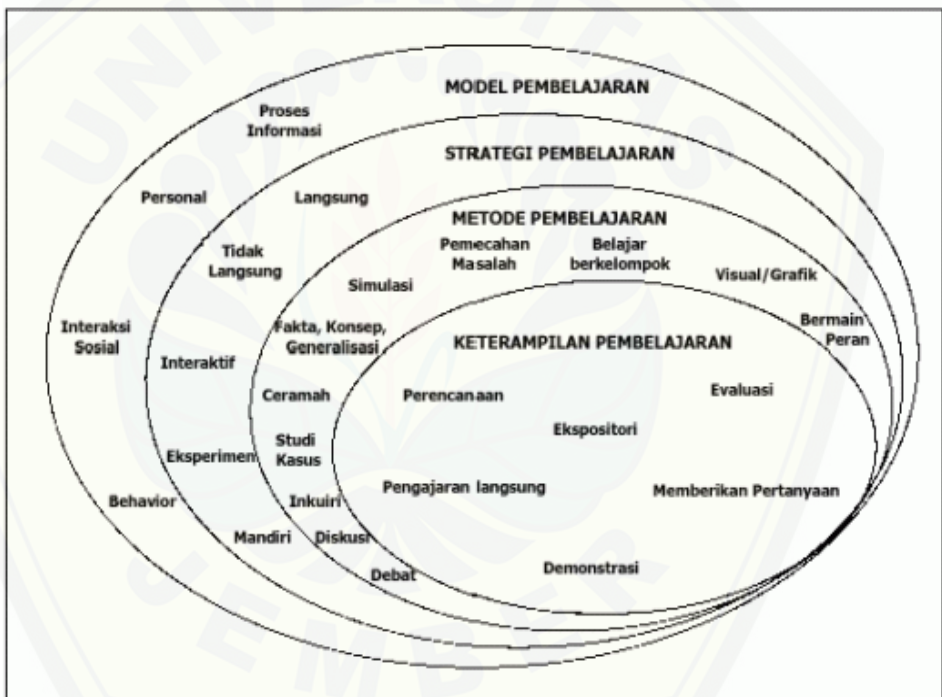 MODEL PEMBELAJARAN
Proses
Informasi
STRATEGI PEMBELAJARAN
Personal
Langsung
METODE PEMBELAJARAN
Pemecahan
Masalah
Belajar
berkelompok
Tidak
Langsung
Visual/Grafik
Simulasi
Interaksi
Sosial
Fakta, Konsep,
Generalisasi
Bermain
Peran
KETERAMPILAN PEMBELAJARAN
Interaktif
Ceramah
Perencanaan
Evaluasi
Ekspositori
Eksperimen
Studi
Kasus
Pengajaran langsung
Memberikan Pertanyaan
Behavior
Inkuiri
Mandiri
Diskusi
Debat
Demonstrasi
UNIVERSITAS
JEMBER